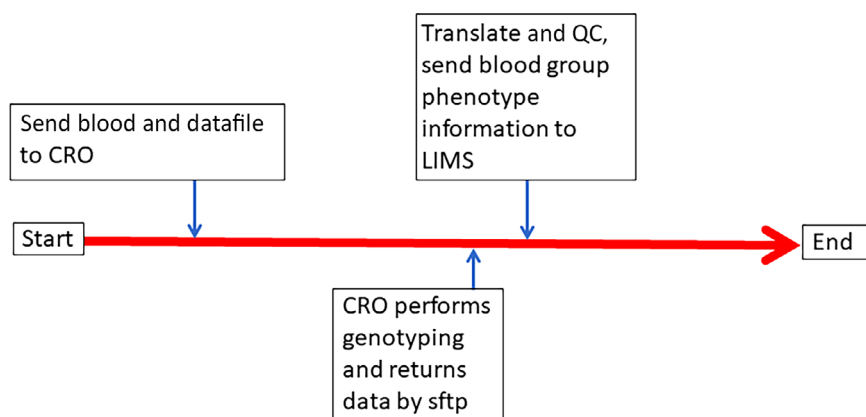 Translate and QC,
send blood group
phenotype
information to
LIMS
Send blood and datafile
to CRO
Start
End
CRO performs
genotyping
and returns
data by sftp